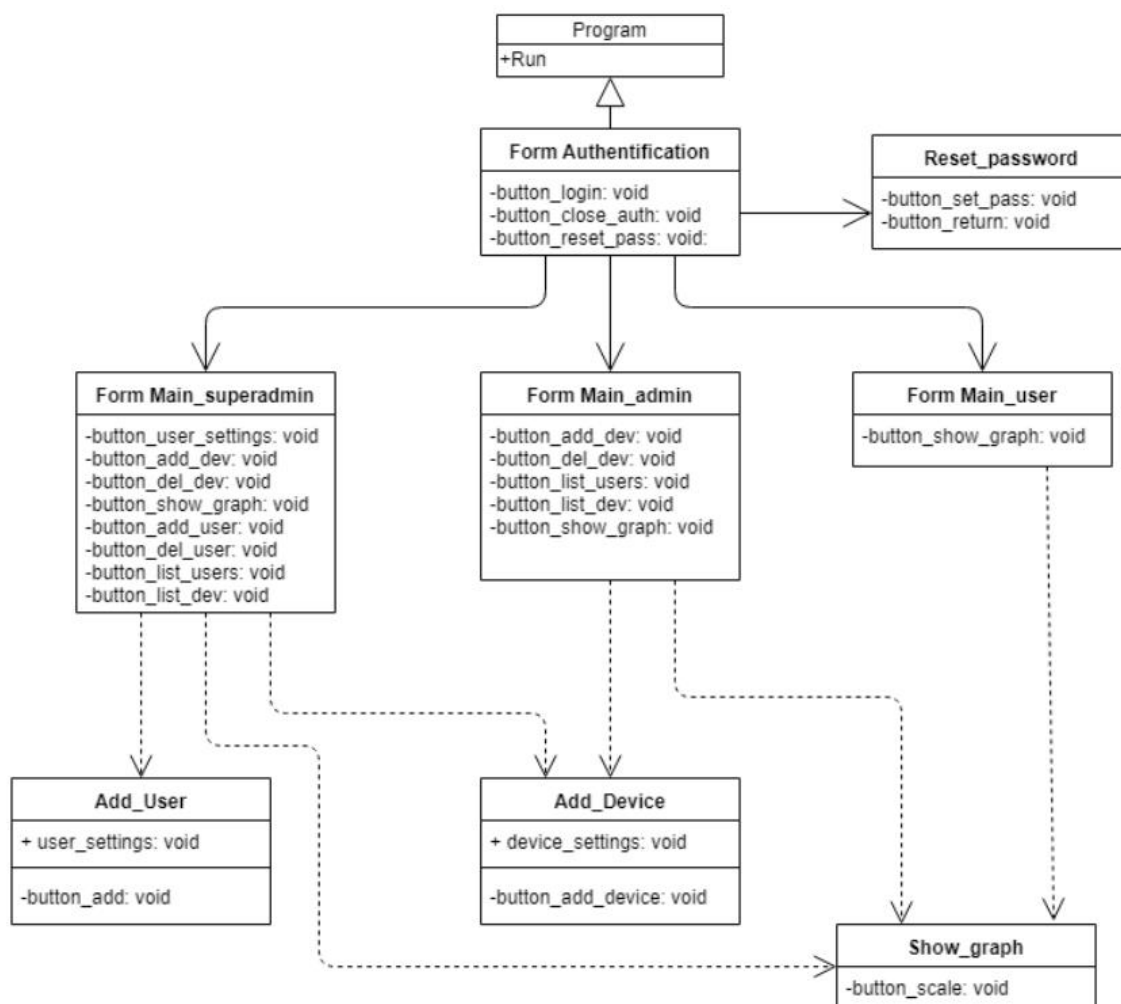 Program
+Run
Form Authentification
-button_login: void
-button_close_auth: void
-button_reset_pass: void:
Reset_password
-button_set_pass: void
-button_return: void
Form Main_superadmin
-button_user_settings: void
-button_add_dev: void
-button_del_dev: void
-button_show_graph: void
-button_add_user: void
-button_del_user: void
-button_list_users: void
-button_list_dev: void
Form Main_admin
-button_add_dev: void
-button_del_dev: void
-button_list_users: void
-button_list_dev: void
-button_show_graph: void
Form Main_user
-button_show_graph: void
Add_User
+ user_settings: void
-button_add: void
Add_Device
+ device_settings: void
-button_add_device: void
Show_graph
-button_scale: void